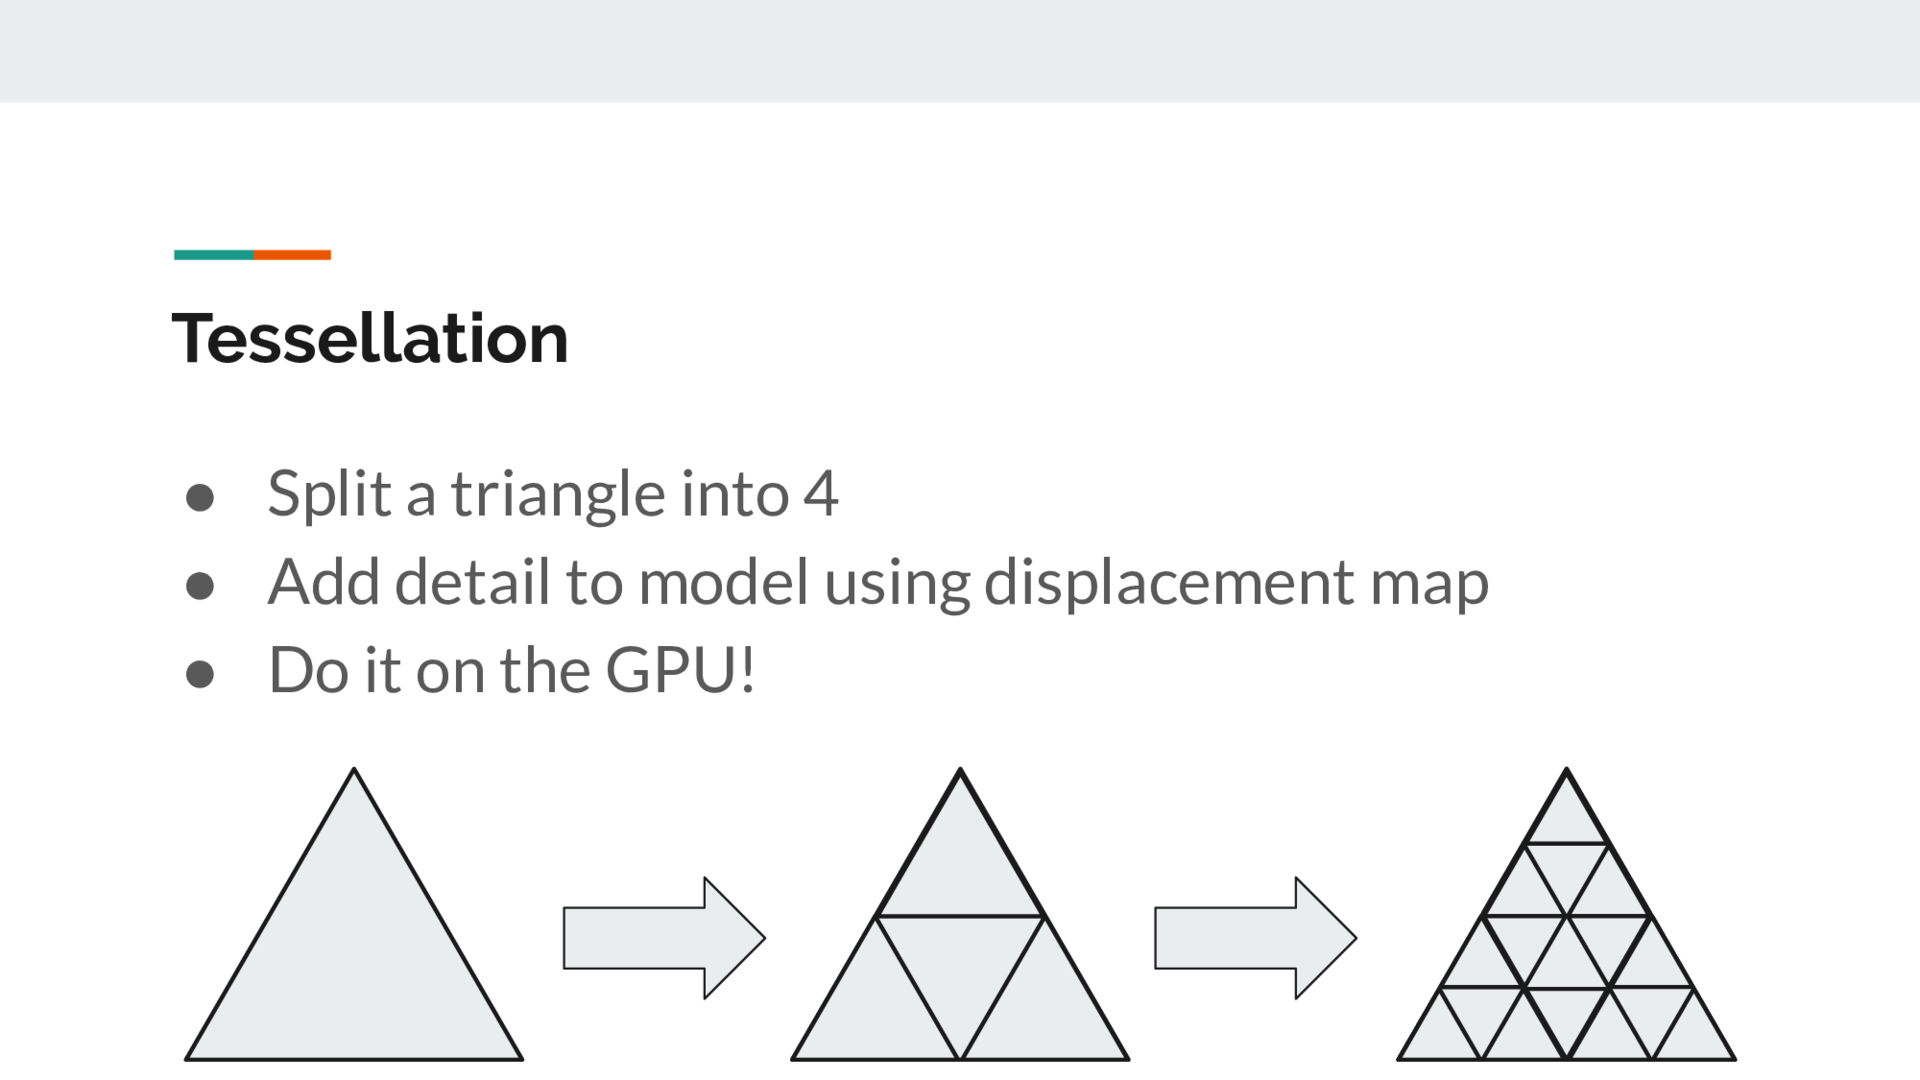 Tessellation
● Split a triangle into 4
● Add detail to model using displacement map
● Do it on the GPU!